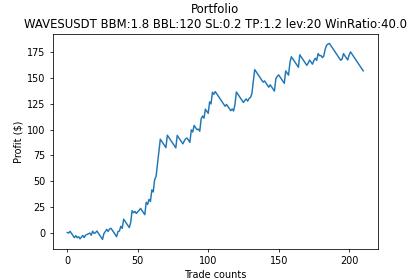 Portfolio
WAVESUSDT BBM:1.8 BBL:120 SL:0.2 TP:1.2 lev:20 WinRatio:40.0
Profit ($)
175
150
125
100
75
50
25
0
0 50 100 150 200
Trade counts